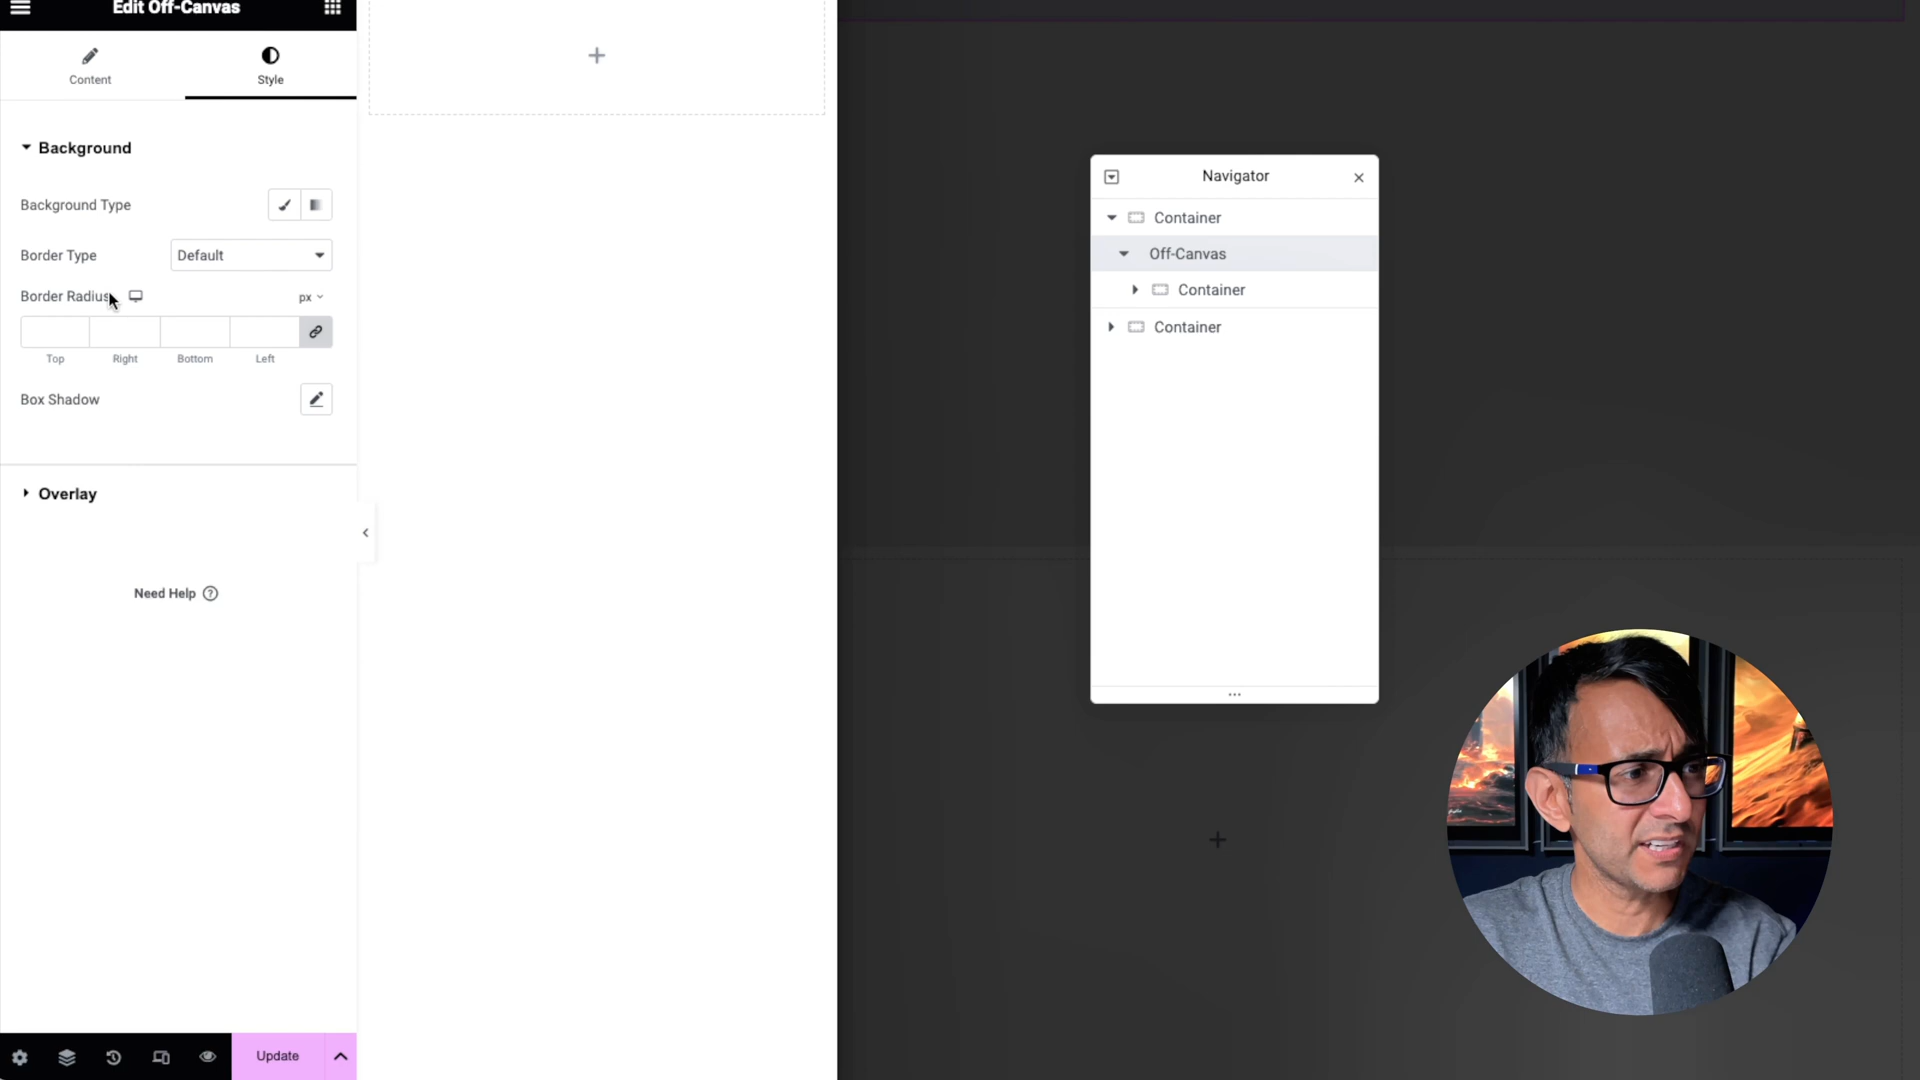 Edit Off-Canvas
Content
Style
Background
Background Type
Border Type
Default
Border Radius
px
Top
Right
Bottom
Left
Box Shadow
Overlay
Need Help
Update
Navigator
Container
Off-Canvas
Container
Container